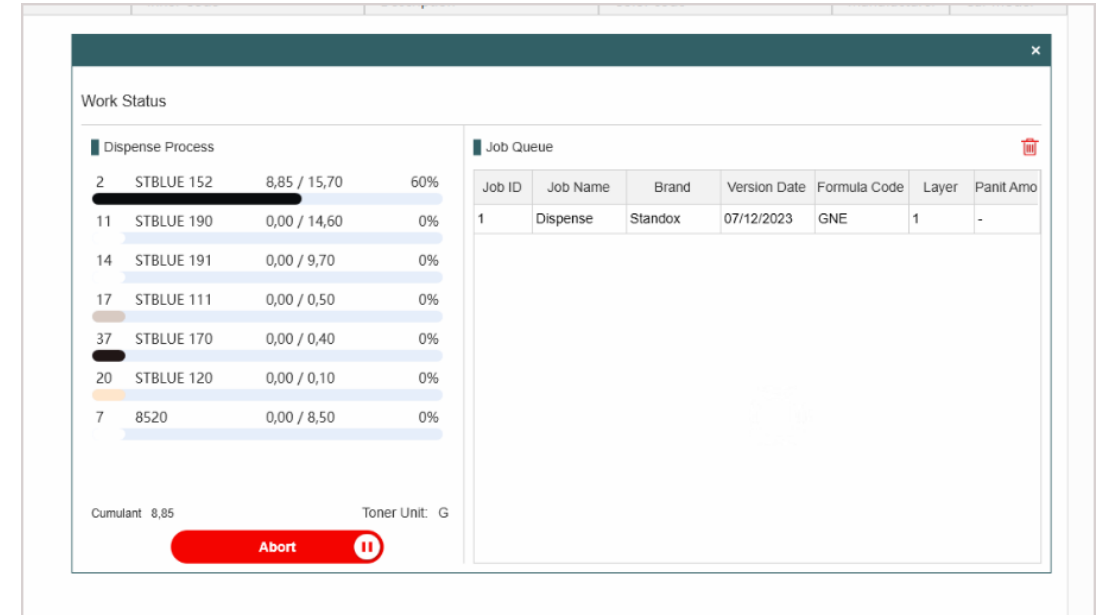 ×
Work Status
Dispense Process
2 STBLUE 152 8,85 / 15,70 60%
11 STBLUE 190 0,00 / 14,60 0%
14 STBLUE 191 0,00 / 9,70 0%
17 STBLUE 111 0,00 / 0,50 0%
37 STBLUE 170 0,00 / 0,40 0%
20 STBLUE 120 0,00 / 0,10 0%
7 8520 0,00 / 8,50 0%
Cumulant 8,85 Toner Unit: G
Abort
Job Queue
Job ID Job Name Brand Version Date Formula Code Layer Panit Amo
1 Dispense Standox 07/12/2023 GNE 1 -